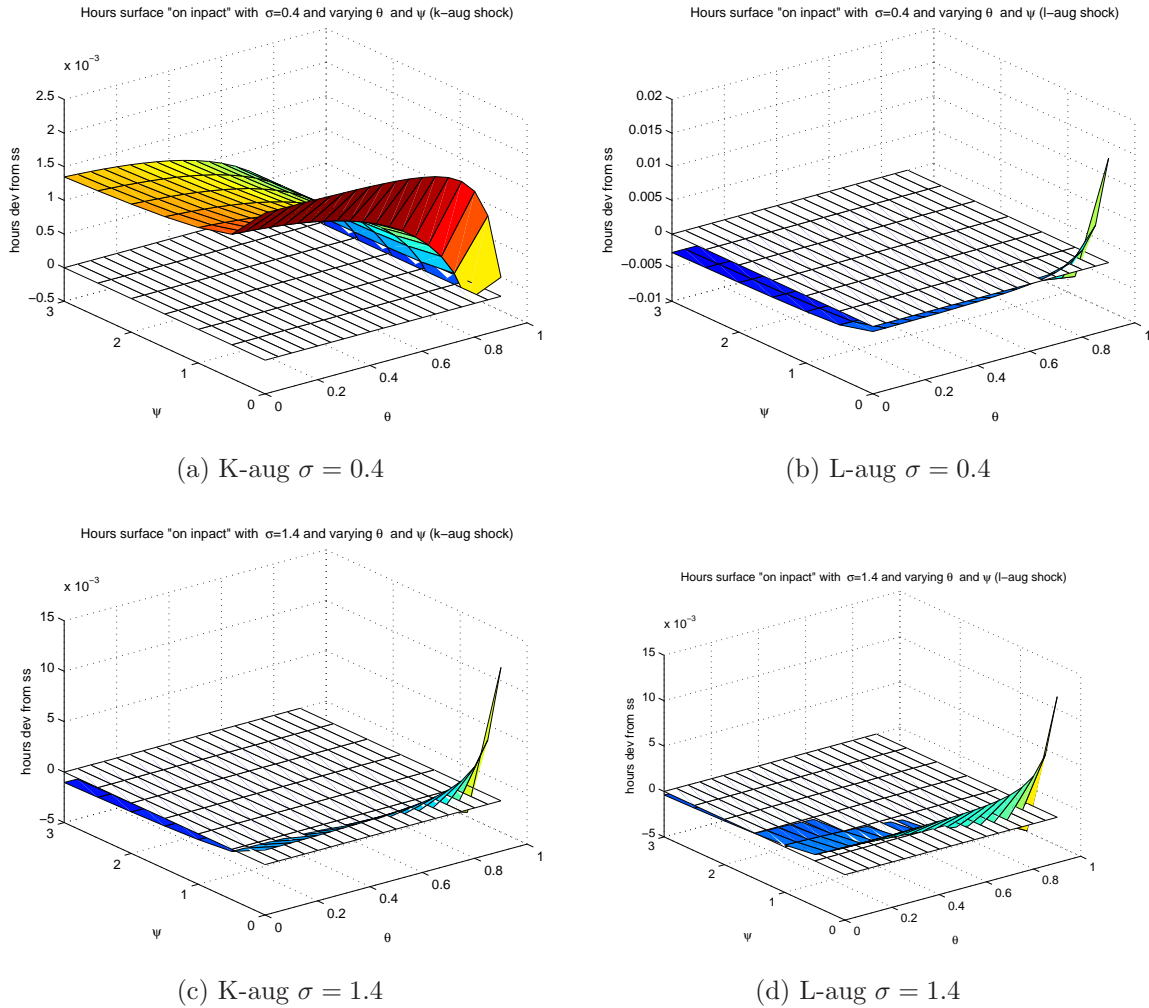 Hours surface "on inpact" with σ=0.4 and varying θ and ψ (k−aug shock)
x 10⁻³
2.5
2
1.5
1
0.5
0
−0.5
hours dev from ss
3
2
1
0
ψ
0
0.2
0.4
0.6
0.8
1
θ
(a) K-aug σ = 0.4
Hours surface "on inpact" with σ=0.4 and varying θ and ψ (l−aug shock)
0.02
0.015
0.01
0.005
0
−0.005
−0.01
hours dev from ss
3
2
1
0
ψ
0
0.2
0.4
0.6
0.8
1
θ
(b) L-aug σ = 0.4
Hours surface "on inpact" with σ=1.4 and varying θ and ψ (k−aug shock)
x 10⁻³
15
10
5
0
−5
hours dev from ss
3
2
1
0
ψ
0
0.2
0.4
0.6
0.8
1
θ
(c) K-aug σ = 1.4
Hours surface "on inpact" with σ=1.4 and varying θ and ψ (l−aug shock)
x 10⁻³
15
10
5
0
−5
hours dev from ss
3
2
1
0
ψ
0
0.2
0.4
0.6
0.8
1
θ
(d) L-aug σ = 1.4